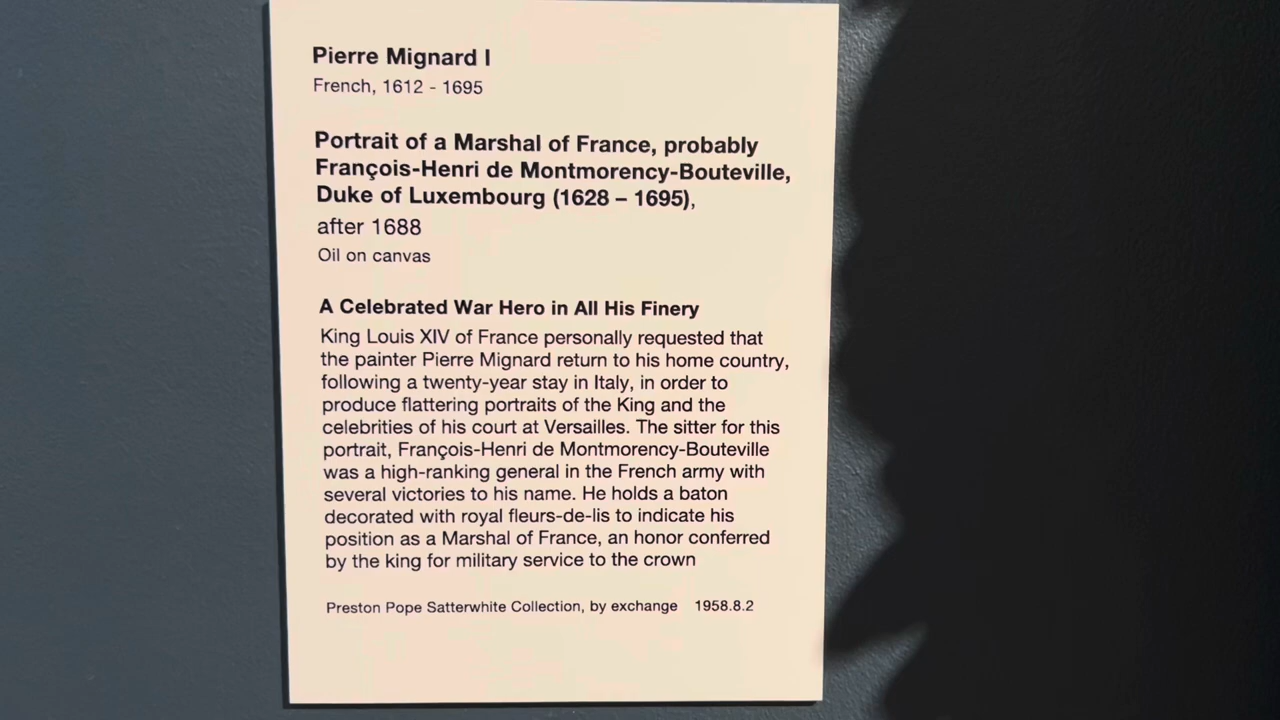 Pierre Mignard I
French, 1612 - 1695
Portrait of a Marshal of France, probably
François-Henri de Montmorency-Bouteville,
Duke of Luxembourg (1628 – 1695),
after 1688
Oil on canvas
A Celebrated War Hero in All His Finery
King Louis XIV of France personally requested that
the painter Pierre Mignard return to his home country,
following a twenty-year stay in Italy, in order to
produce flattering portraits of the King and the
celebrities of his court at Versailles. The sitter for this
portrait, François-Henri de Montmorency-Bouteville
was a high-ranking general in the French army with
several victories to his name. He holds a baton
decorated with royal fleurs-de-lis to indicate his
position as a Marshal of France, an honor conferred
by the king for military service to the crown
Preston Pope Satterwhite Collection, by exchange 1958.8.2